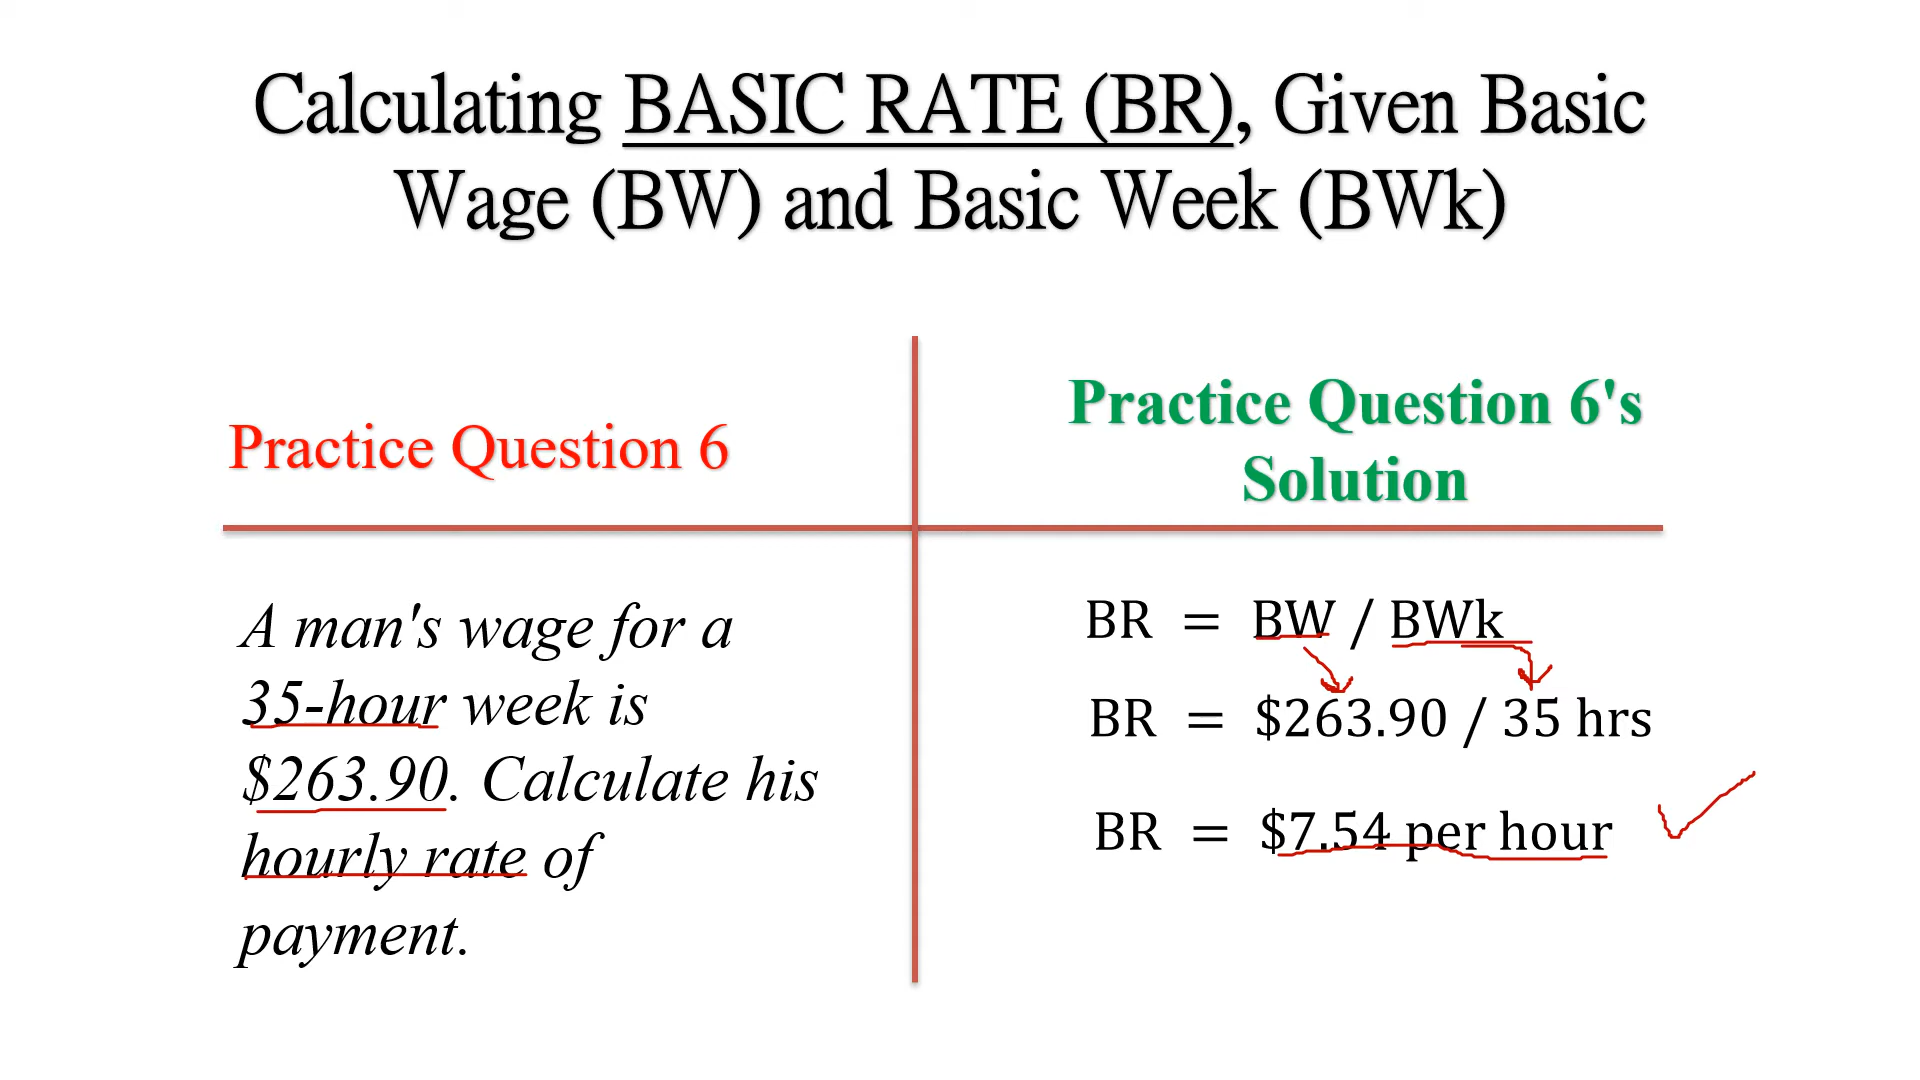 Calculating BASIC RATE (BR), Given Basic
Wage (BW) and Basic Week (BWk)
Practice Question 6
Practice Question 6's
Solution
A man's wage for a
35-hour week is
$263.90. Calculate his
hourly rate of
payment.
BR = BW / BWk
BR = $263.90 / 35 hrs
BR = $7.54 per hour